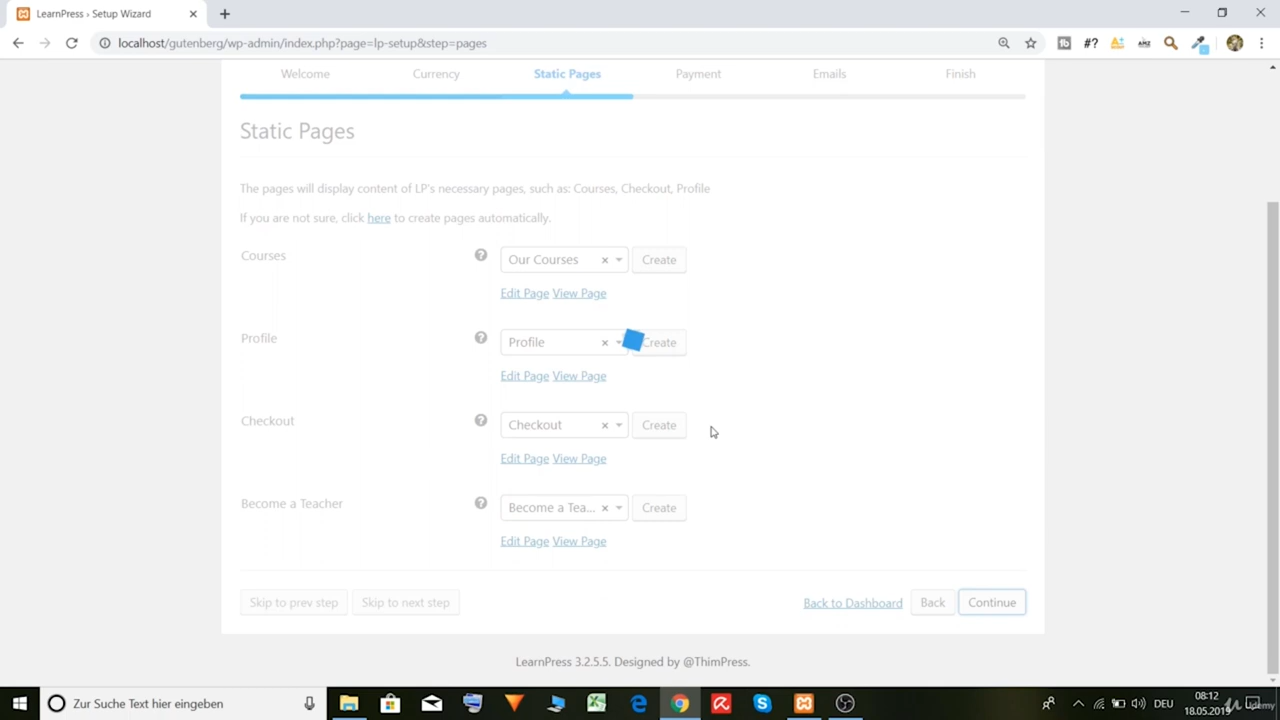 LearnPress › Setup Wizard
localhost/gutenberg/wp-admin/index.php?page=lp-setup&step=pages
#?
Welcome Currency Static Pages Payment Emails Finish
Static Pages
The pages will display content of LP's necessary pages, such as: Courses, Checkout, Profile
If you are not sure, click here to create pages automatically.
Courses Our Courses × Create
Edit Page View Page
Profile Profile × Create
Edit Page View Page
Checkout Checkout × Create
Edit Page View Page
Become a Teacher Become a Tea... × Create
Edit Page View Page
Skip to prev step Skip to next step Back to Dashboard Back Continue
LearnPress 3.2.5.5. Designed by @ThimPress.
Zur Suche Text hier eingeben DEU 08:12
18.05.2019
Udemy